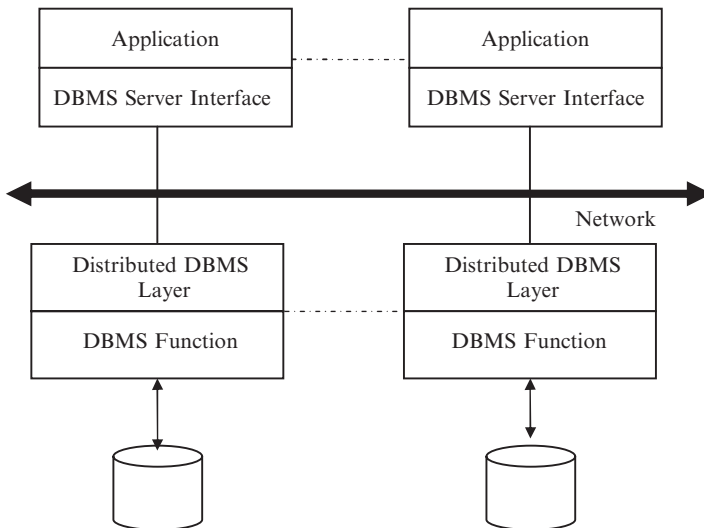 Application
Application
DBMS Server Interface
DBMS Server Interface
Network
Distributed DBMS
Layer
Distributed DBMS
Layer
DBMS Function
DBMS Function